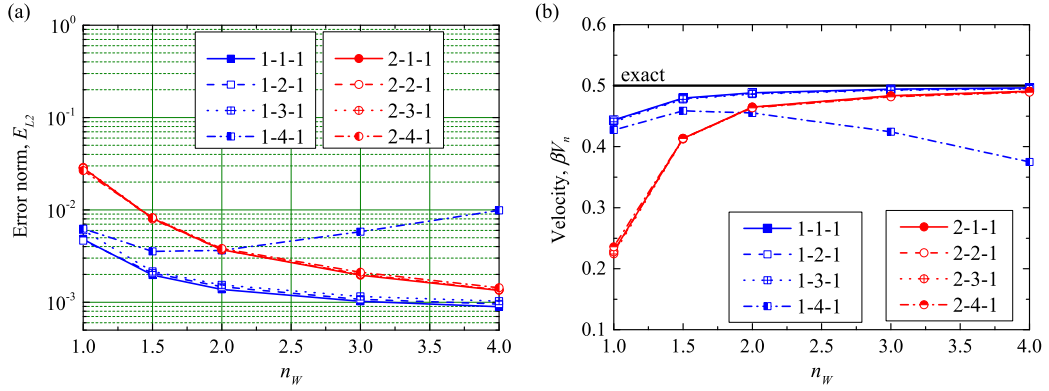 (a)
10^0
10^-1
10^-2
10^-3
Error norm, E_L2
1-1-1
1-2-1
1-3-1
1-4-1
2-1-1
2-2-1
2-3-1
2-4-1
1.0 1.5 2.0 2.5 3.0 3.5 4.0
n_W
(b)
0.6
0.5
0.4
0.3
0.2
0.1
Velocity, βV_n
exact
1-1-1
1-2-1
1-3-1
1-4-1
2-1-1
2-2-1
2-3-1
2-4-1
1.0 1.5 2.0 2.5 3.0 3.5 4.0
n_W